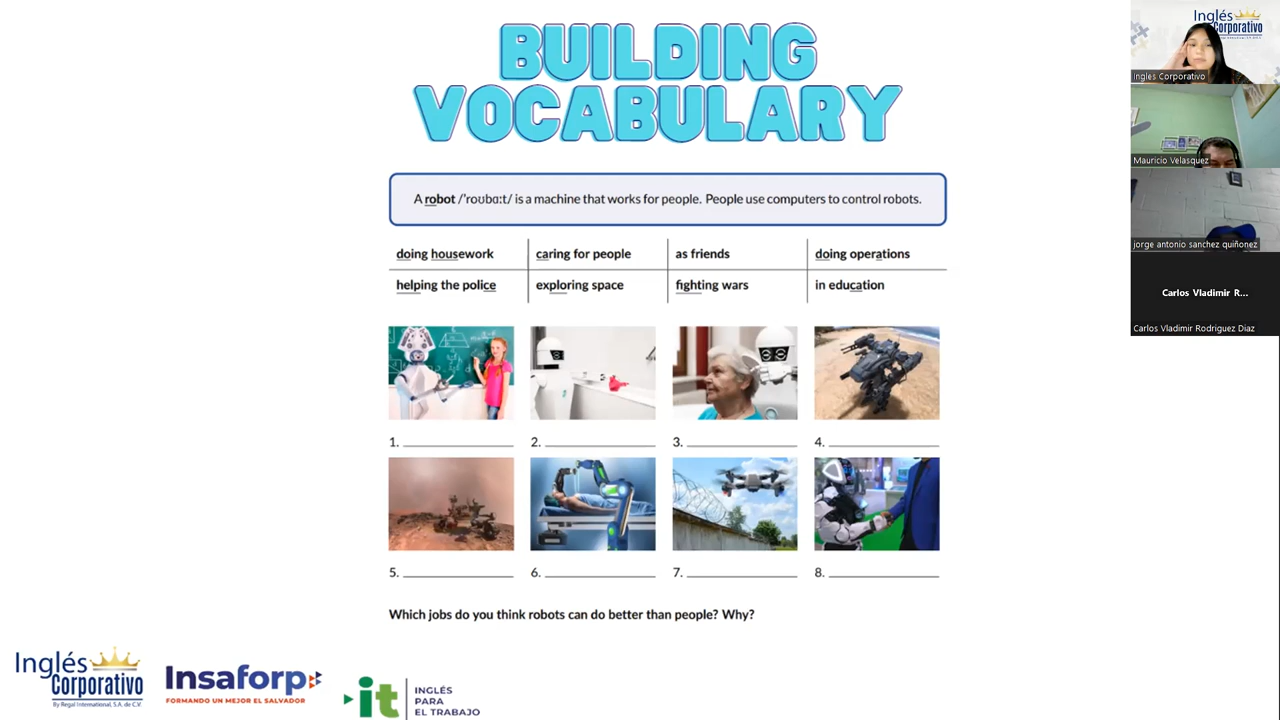 BUILDING
VOCABULARY
A robot /'roʊbɑːt/ is a machine that works for people. People use computers to control robots.
doing housework caring for people as friends doing operations
helping the police exploring space fighting wars in education
1. 2. 3. 4.
5. 6. 7. 8.
Which jobs do you think robots can do better than people? Why?
Inglés
Corporativo
By Regal International, S.A. de C.V.
Insaforp
FORMANDO UN MEJOR EL SALVADOR
it
INGLÉS
PARA
EL TRABAJO
Inglés
Corporativo
Ingles Corporativo
Mauricio Velasquez
jorge antonio sanchez quiñonez
Carlos Vladimir R...
Carlos Vladimir Rodriguez Diaz